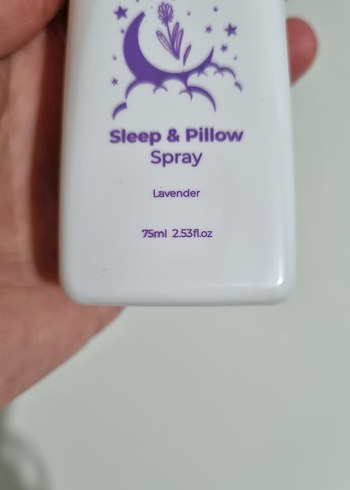 Sleep & Pillow
Spray
Lavender
75ml 2.53fl.oz